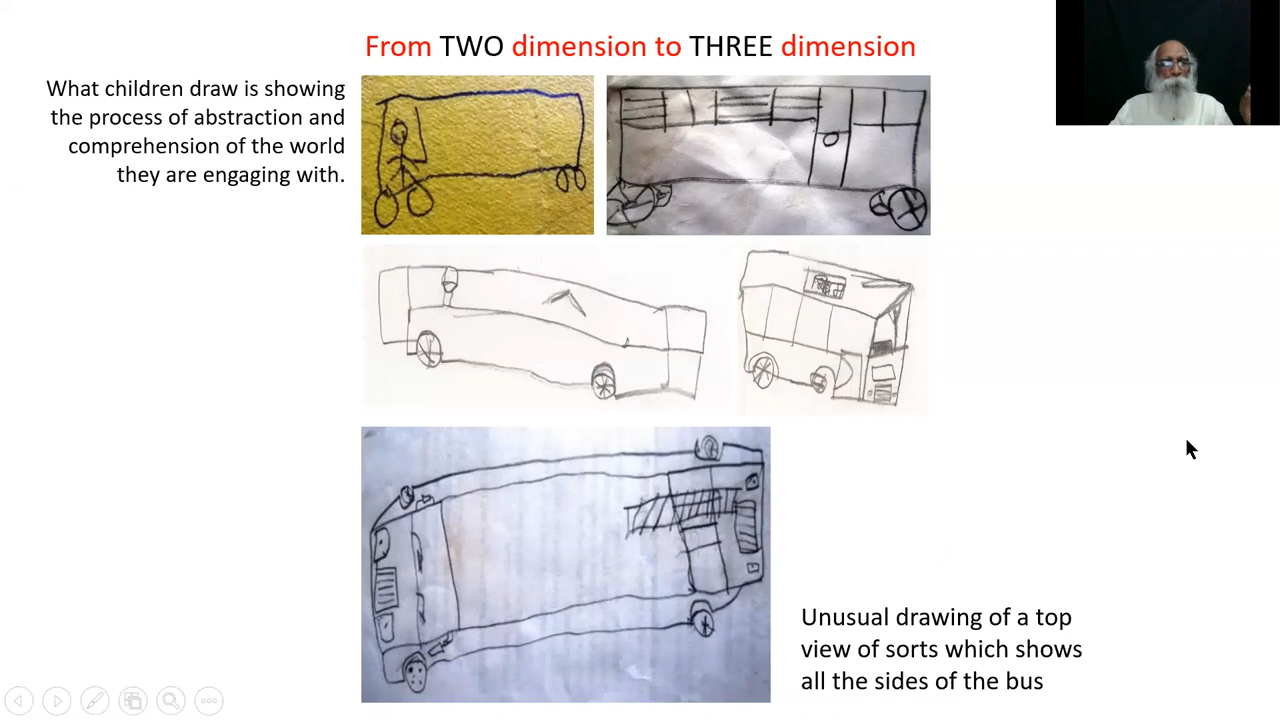 From TWO dimension to THREE dimension
What children draw is showing
the process of abstraction and
comprehension of the world
they are engaging with.
Unusual drawing of a top
view of sorts which shows
all the sides of the bus